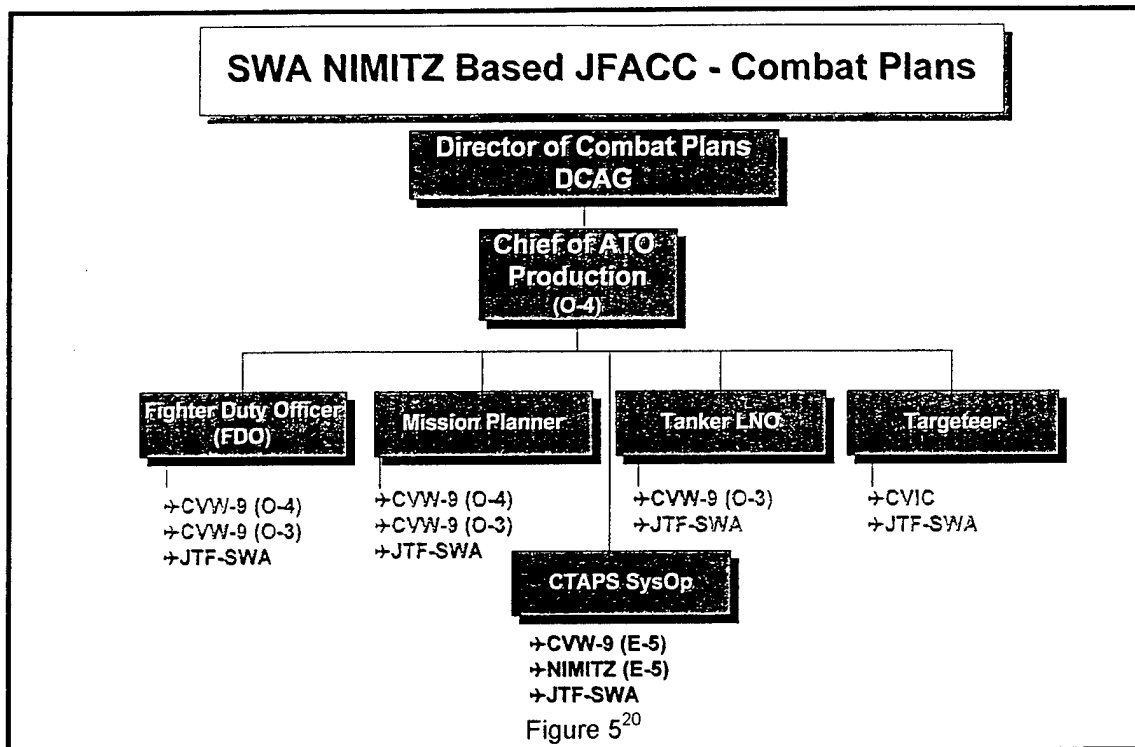 SWA NIMITZ Based JFACC - Combat Plans
Director of Combat Plans
DCAG
Chief of ATO
Production
(O-4)
Fighter Duty Officer
(FDO)
✈CVW-9 (O-4)
✈CVW-9 (O-3)
✈JTF-SWA
Mission Planner
✈CVW-9 (O-4)
✈CVW-9 (O-3)
✈JTF-SWA
Tanker LNO
✈CVW-9 (O-3)
✈JTF-SWA
Targeteer
✈CVIC
✈JTF-SWA
CTAPS SysOp
✈CVW-9 (E-5)
✈NIMITZ (E-5)
✈JTF-SWA
Figure 5²⁰